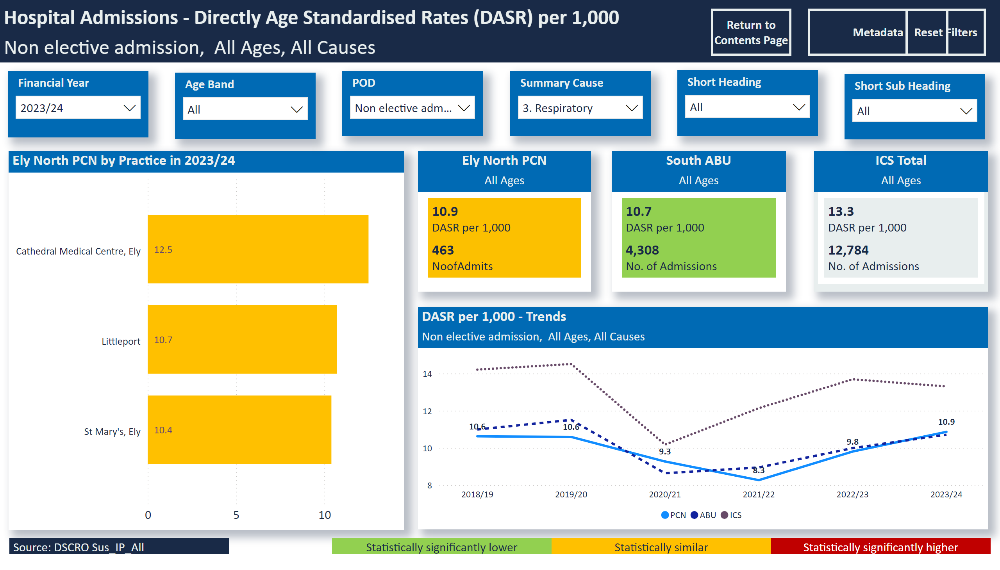 Hospital Admissions - Directly Age Standardised Rates (DASR) per 1,000
Non elective admission,  All Ages, All Causes
Return to
Contents Page
Metadata
Reset Filters
Financial Year
2023/24
Age Band
All
POD
Non elective adm...
Summary Cause
3. Respiratory
Short Heading
All
Short Sub Heading
All
Ely North PCN by Practice in 2023/24
Cathedral Medical Centre, Ely
12.5
Littleport
10.7
St Mary's, Ely
10.4
0 5 10
Ely North PCN
All Ages
10.9
DASR per 1,000
463
NoofAdmits
South ABU
All Ages
10.7
DASR per 1,000
4,308
No. of Admissions
ICS Total
All Ages
13.3
DASR per 1,000
12,784
No. of Admissions
DASR per 1,000 - Trends
Non elective admission,  All Ages, All Causes
14
12
10
8
10.6 10.6 9.3 8.3 9.8 10.9
2018/19 2019/20 2020/21 2021/22 2022/23 2023/24
PCN ABU ICS
Source: DSCRO Sus_IP_All
Statistically significantly lower
Statistically similar
Statistically significantly higher